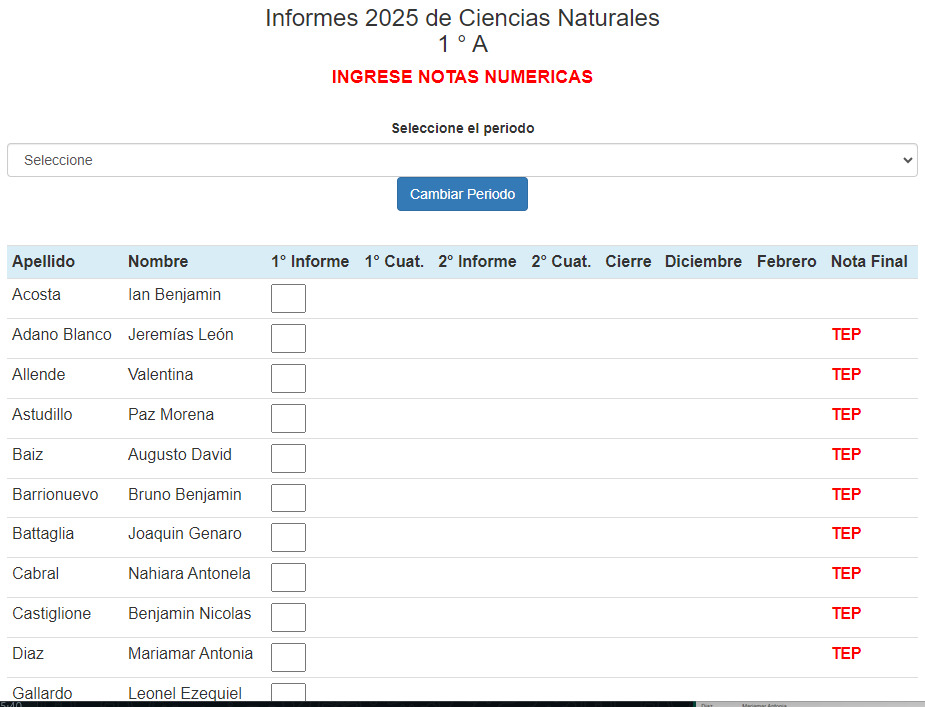 Informes 2025 de Ciencias Naturales
1 ° A
INGRESE NOTAS NUMERICAS
Seleccione el periodo
Seleccione
Cambiar Periodo
Apellido Nombre 1° Informe 1° Cuat. 2° Informe 2° Cuat. Cierre Diciembre Febrero Nota Final
Acosta Ian Benjamin
Adano Blanco Jeremías León TEP
Allende Valentina TEP
Astudillo Paz Morena TEP
Baiz Augusto David TEP
Barrionuevo Bruno Benjamin TEP
Battaglia Joaquin Genaro TEP
Cabral Nahiara Antonela TEP
Castiglione Benjamin Nicolas TEP
Diaz Mariamar Antonia TEP
Gallardo Leonel Ezequiel
Diaz Mariamar Antonia